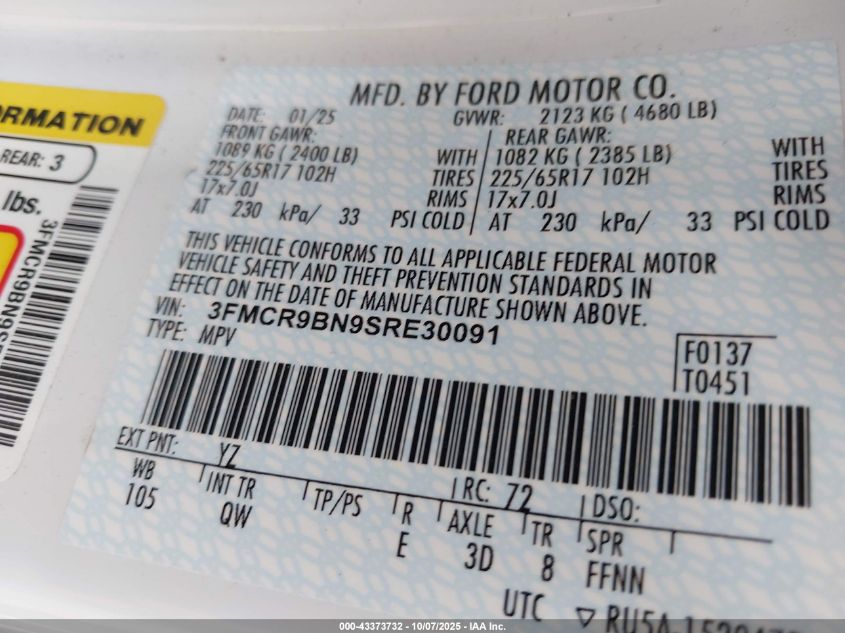 ORMATION
REAR: 3
lbs.
3FMCR9BN9S
MFD. BY FORD MOTOR CO.
DATE: 01/25 GVWR: 2123 KG ( 4680 LB)
FRONT GAWR: REAR GAWR:
1089 KG ( 2400 LB) WITH 1082 KG ( 2385 LB) WITH
225/65R17 102H TIRES 225/65R17 102H TIRES
17x7.0J RIMS 17x7.0J RIMS
AT 230 kPa/ 33 PSI COLD AT 230 kPa/ 33 PSI COLD
THIS VEHICLE CONFORMS TO ALL APPLICABLE FEDERAL MOTOR
VEHICLE SAFETY AND THEFT PREVENTION STANDARDS IN
EFFECT ON THE DATE OF MANUFACTURE SHOWN ABOVE.
VIN: 3FMCR9BN9SRE30091
TYPE: MPV
F0137
T0451
EXT PNT: YZ RC: 72 DSO:
WB INT TR TP/PS R AXLE TR SPR
105 QW E 3D 8 FFNN
UTC ▽ RU5A
000-43373732 - 10/07/2025 - IAA Inc.